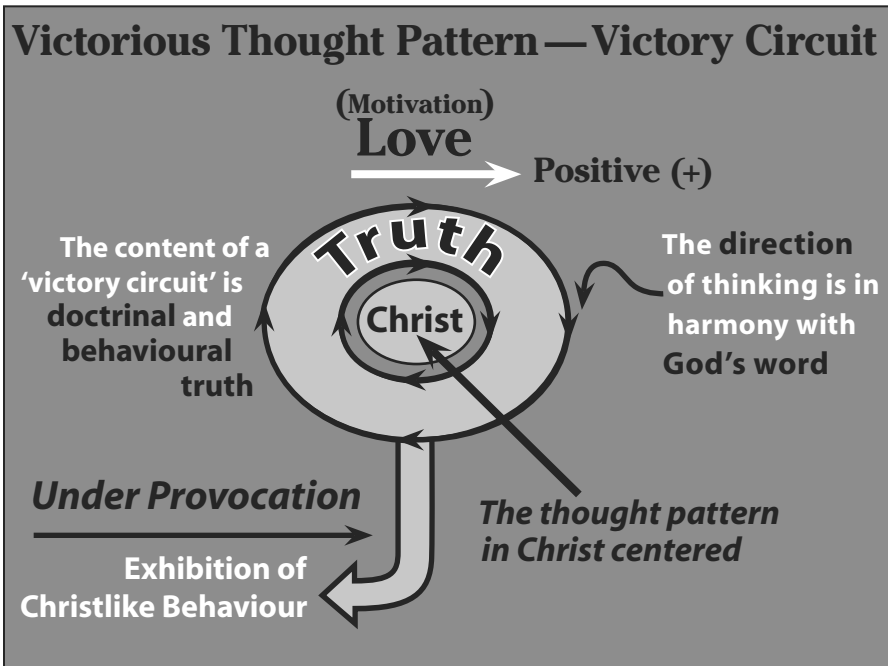 Victorious Thought Pattern — Victory Circuit
(Motivation)
Love
Positive (+)
Truth
Christ
The content of a
'victory circuit' is
doctrinal and
behavioural
truth
The direction
of thinking is in
harmony with
God's word
Under Provocation
Exhibition of
Christlike Behaviour
The thought pattern
in Christ centered